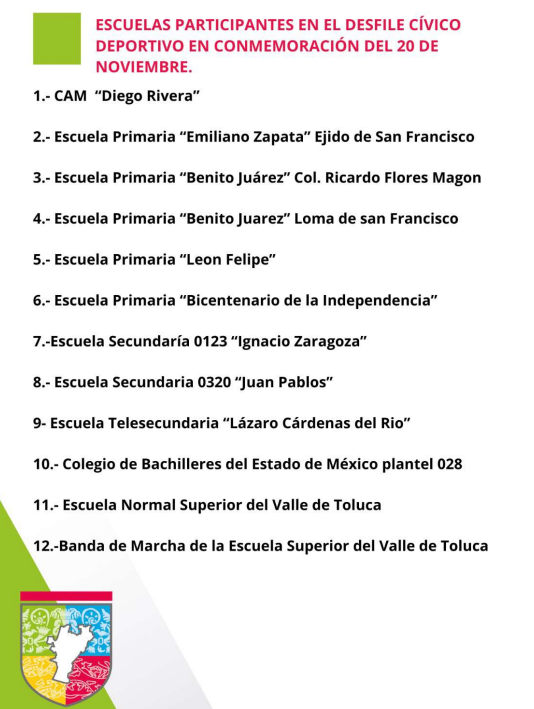 ESCUELAS PARTICIPANTES EN EL DESFILE CÍVICO
DEPORTIVO EN CONMEMORACIÓN DEL 20 DE
NOVIEMBRE.
1.- CAM “Diego Rivera”
2.- Escuela Primaria “Emiliano Zapata” Ejido de San Francisco
3.- Escuela Primaria “Benito Juárez” Col. Ricardo Flores Magon
4.- Escuela Primaria “Benito Juarez” Loma de san Francisco
5.- Escuela Primaria “Leon Felipe”
6.- Escuela Primaria “Bicentenario de la Independencia”
7.-Escuela Secundaría 0123 “Ignacio Zaragoza”
8.- Escuela Secundaria 0320 “Juan Pablos”
9- Escuela Telesecundaria “Lázaro Cárdenas del Rio”
10.- Colegio de Bachilleres del Estado de México plantel 028
11.- Escuela Normal Superior del Valle de Toluca
12.-Banda de Marcha de la Escuela Superior del Valle de Toluca